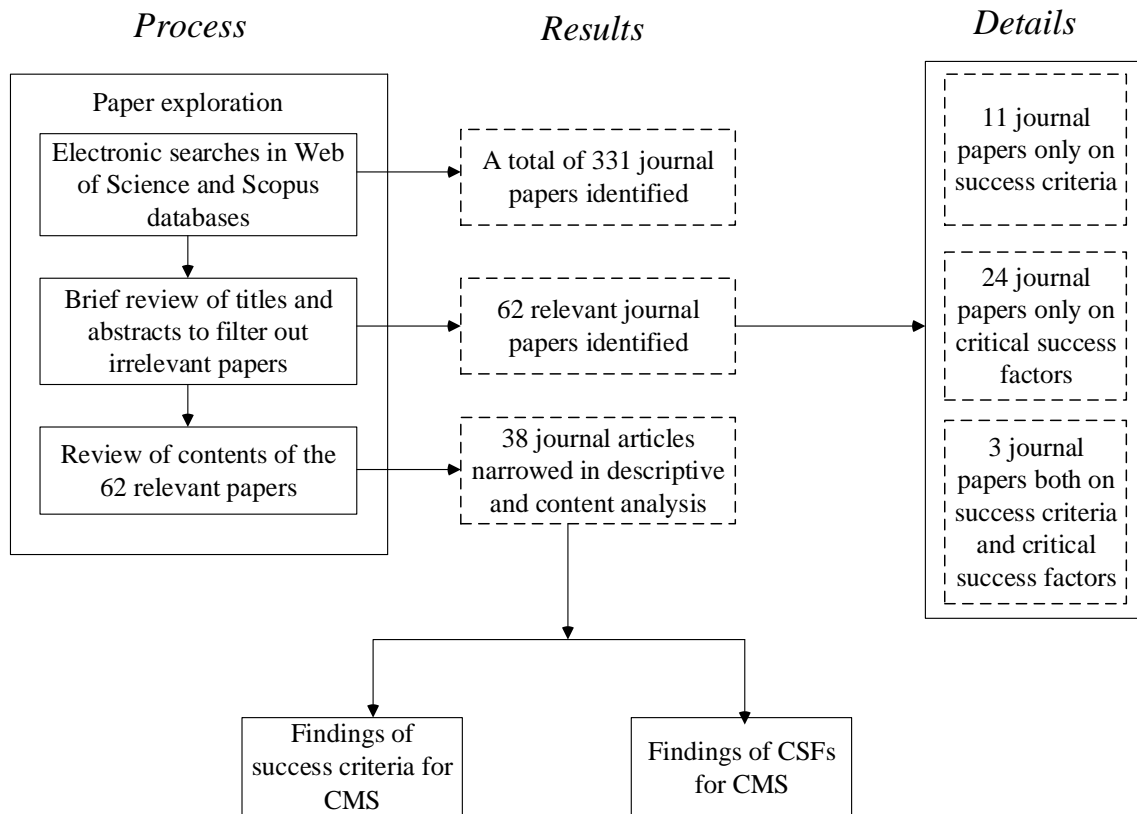 Process
Results
Details
Paper exploration
Electronic searches in Web
of Science and Scopus
databases
A total of 331 journal
papers identified
11 journal
papers only on
success criteria
Brief review of titles and
abstracts to filter out
irrelevant papers
62 relevant journal
papers identified
24 journal
papers only on
critical success
factors
Review of contents of the
62 relevant papers
38 journal articles
narrowed in descriptive
and content analysis
3 journal
papers both on
success criteria
and critical
success factors
Findings of
success criteria for
CMS
Findings of CSFs
for CMS